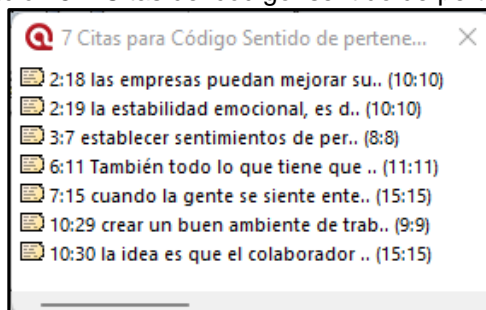 7 Citas para Código Sentido de pertene...
2:18 las empresas puedan mejorar su.. (10:10)
2:19 la estabilidad emocional, es d.. (10:10)
3:7 establecer sentimientos de per.. (8:8)
6:11 También todo lo que tiene que .. (11:11)
7:15 cuando la gente se siente ente.. (15:15)
10:29 crear un buen ambiente de trab.. (9:9)
10:30 la idea es que el colaborador .. (15:15)